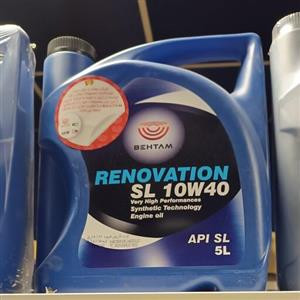 BEHTAM
RENOVATION
SL 10W40
Very High Performances
Synthetic Technology
Engine oil
API SL
5L